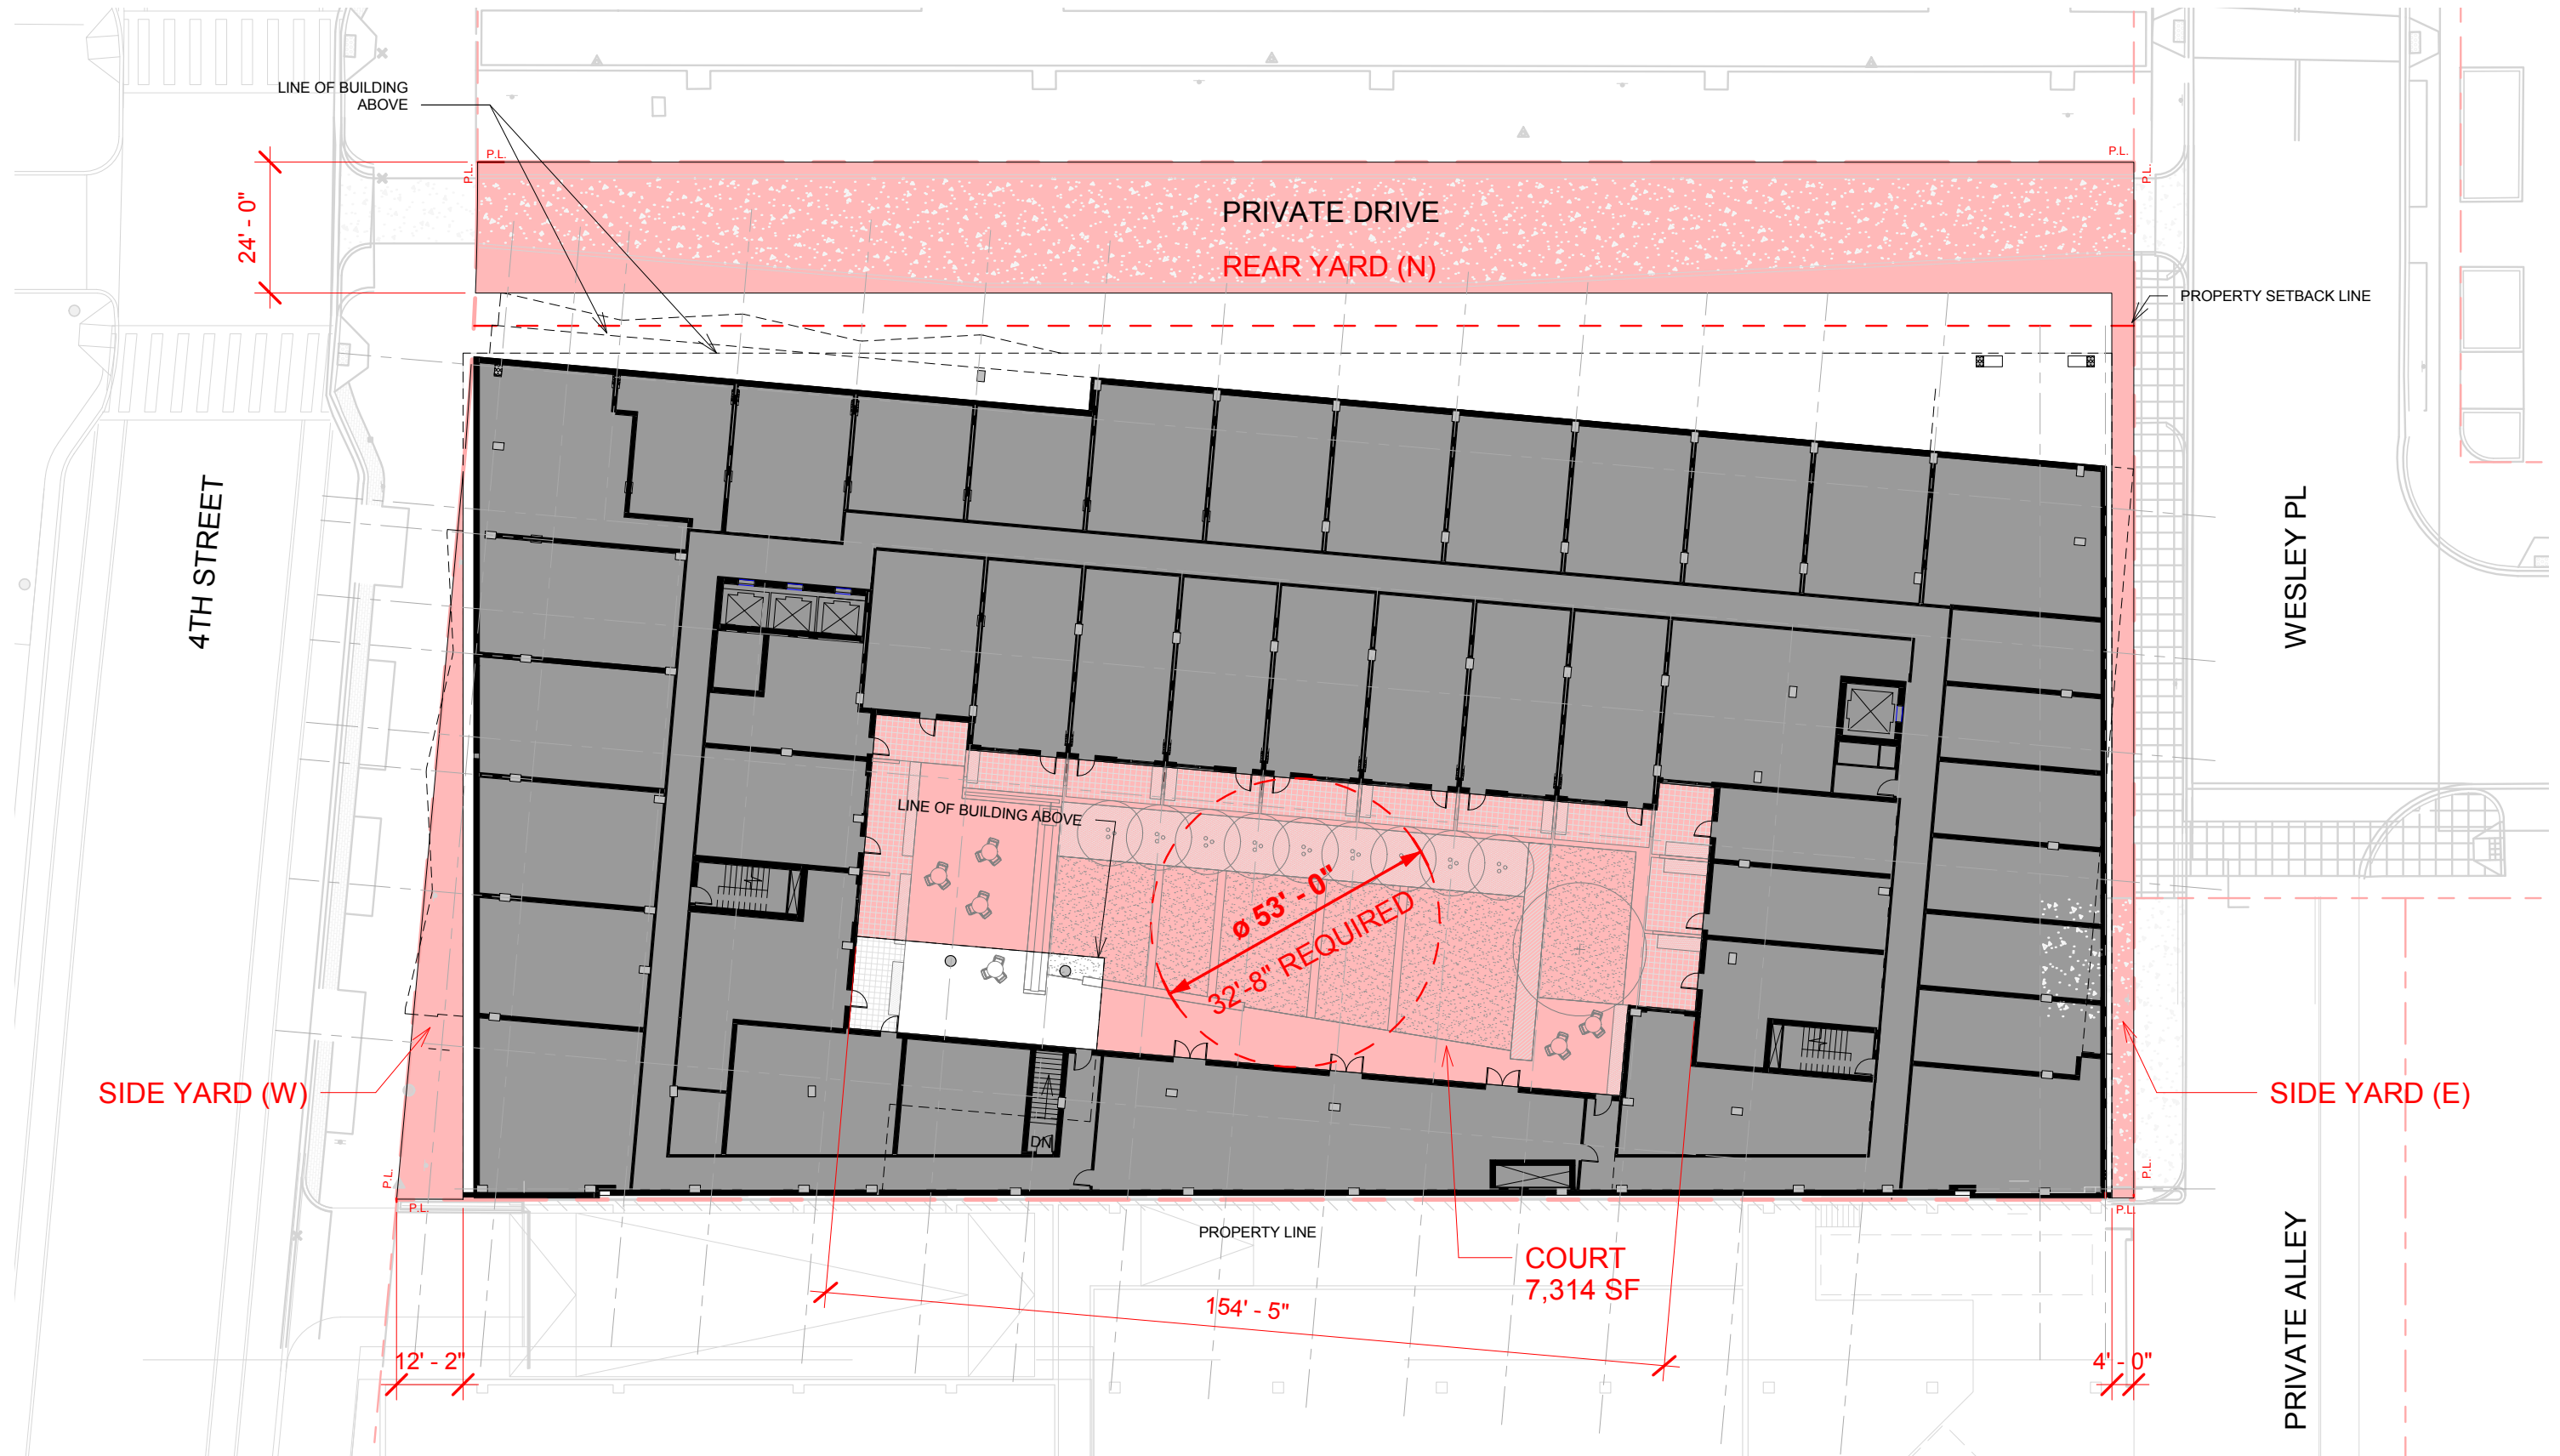 LINE OF BUILDING
ABOVE
P.L.
P.L.
P.L.
P.L.
24' - 0"
PRIVATE DRIVE
REAR YARD (N)
PROPERTY SETBACK LINE
4TH STREET
WESLEY PL
LINE OF BUILDING ABOVE
ø 53' - 0"
32'-8" REQUIRED
SIDE YARD (W)
SIDE YARD (E)
DN
P.L.
P.L.
P.L.
P.L.
PROPERTY LINE
COURT
7,314 SF
154' - 5"
12' - 2"
4' - 0"
PRIVATE ALLEY